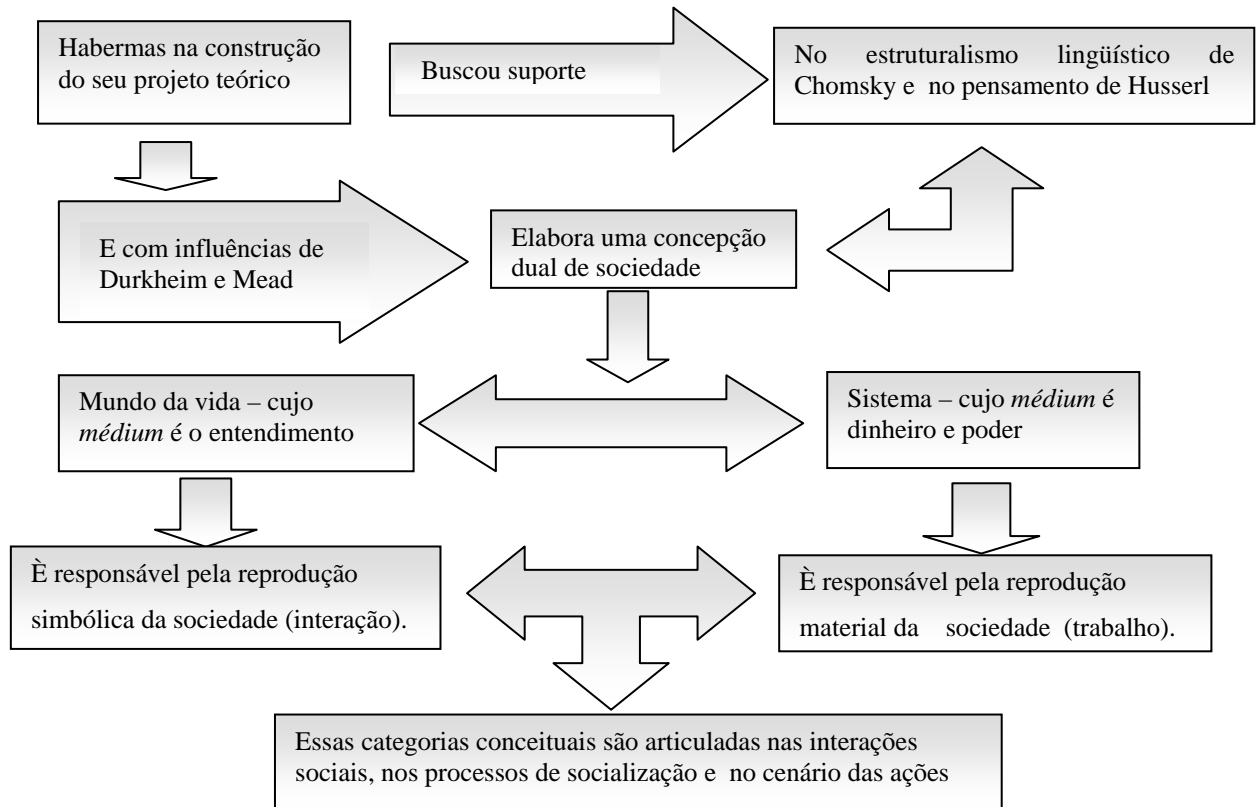 Habermas na construção
do seu projeto teórico
Buscou suporte
No estruturalismo lingüístico de
Chomsky e no pensamento de Husserl
E com influências de
Durkheim e Mead
Elabora uma concepção
dual de sociedade
Mundo da vida – cujo
médium é o entendimento
Sistema – cujo médium é
dinheiro e poder
È responsável pela reprodução
simbólica da sociedade (interação).
È responsável pela reprodução
material da sociedade (trabalho).
Essas categorias conceituais são articuladas nas interações
sociais, nos processos de socialização e no cenário das ações